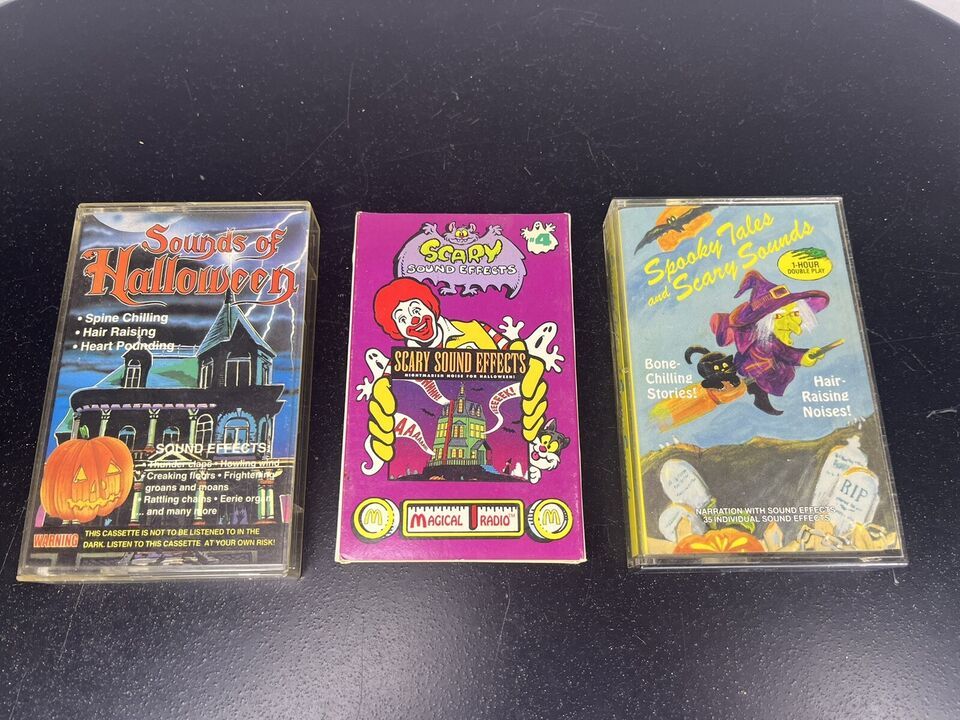 Sounds of
Halloween
• Spine Chilling
• Hair Raising
• Heart Pounding
SOUND EFFECTS:
• Thunder claps • Howling wind
• Creaking floors • Frightening
groans and moans
• Rattling chains • Eerie organ
.. and many more
WARNING
THIS CASSETTE IS NOT TO BE LISTENED TO IN THE
DARK. LISTEN TO THIS CASSETTE AT YOUR OWN RISK!
SCARY
SOUND EFFECTS
4
SCARY SOUND EFFECTS
NIGHTMARISH NOISE FOR HALLOWEEN!
EEEEK!
MAGICAL RADIO™
Spooky Tales
and Scary Sounds
1-HOUR
DOUBLE PLAY
Bone-
Chilling
Stories!
Hair-
Raising
Noises!
RIP
NARRATION WITH SOUND EFFECTS
35 INDIVIDUAL SOUND EFFECTS